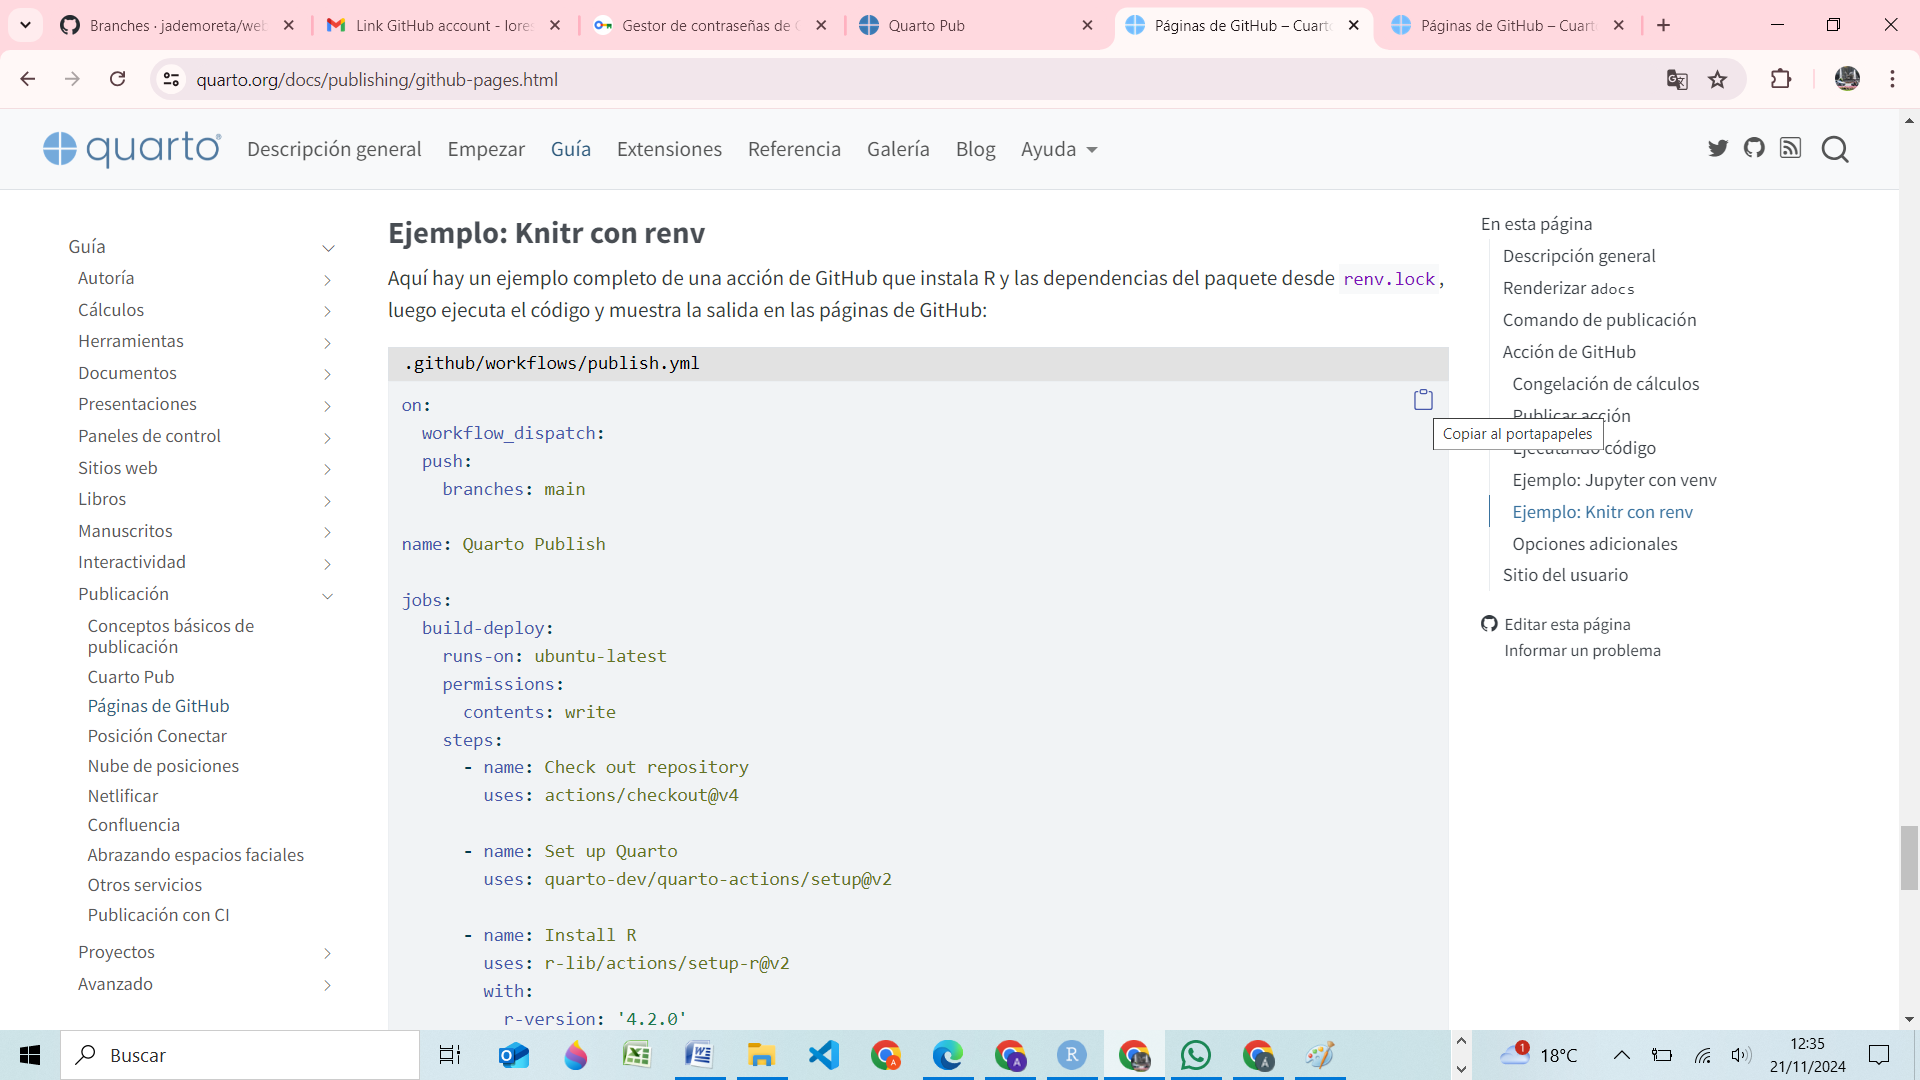 Branches · jademoreta/web
Link GitHub account - lore
Gestor de contraseñas de G
Quarto Pub
Páginas de GitHub – Cuarto
Páginas de GitHub – Cuarto
quarto.org/docs/publishing/github-pages.html
quarto
Descripción general
Empezar
Guía
Extensiones
Referencia
Galería
Blog
Ayuda
Guía
Autoría
Cálculos
Herramientas
Documentos
Presentaciones
Paneles de control
Sitios web
Libros
Manuscritos
Interactividad
Publicación
Conceptos básicos de
publicación
Cuarto Pub
Páginas de GitHub
Posición Conectar
Nube de posiciones
Netlificar
Confluencia
Abrazando espacios faciales
Otros servicios
Publicación con CI
Proyectos
Avanzado
Ejemplo: Knitr con renv
Aquí hay un ejemplo completo de una acción de GitHub que instala R y las dependencias del paquete desde renv.lock,
luego ejecuta el código y muestra la salida en las páginas de GitHub:
.github/workflows/publish.yml
on:
  workflow_dispatch:
  push:
    branches: main
name: Quarto Publish
jobs:
  build-deploy:
    runs-on: ubuntu-latest
    permissions:
      contents: write
    steps:
      - name: Check out repository
        uses: actions/checkout@v4
      - name: Set up Quarto
        uses: quarto-dev/quarto-actions/setup@v2
      - name: Install R
        uses: r-lib/actions/setup-r@v2
        with:
          r-version: '4.2.0'
En esta página
Descripción general
Renderizar adocs
Comando de publicación
Acción de GitHub
Congelación de cálculos
Publicar acción
Copiar al portapapeles
Ejecutando código
Ejemplo: Jupyter con venv
Ejemplo: Knitr con renv
Opciones adicionales
Sitio del usuario
Editar esta página
Informar un problema
Buscar
1
18°C
12:35
21/11/2024